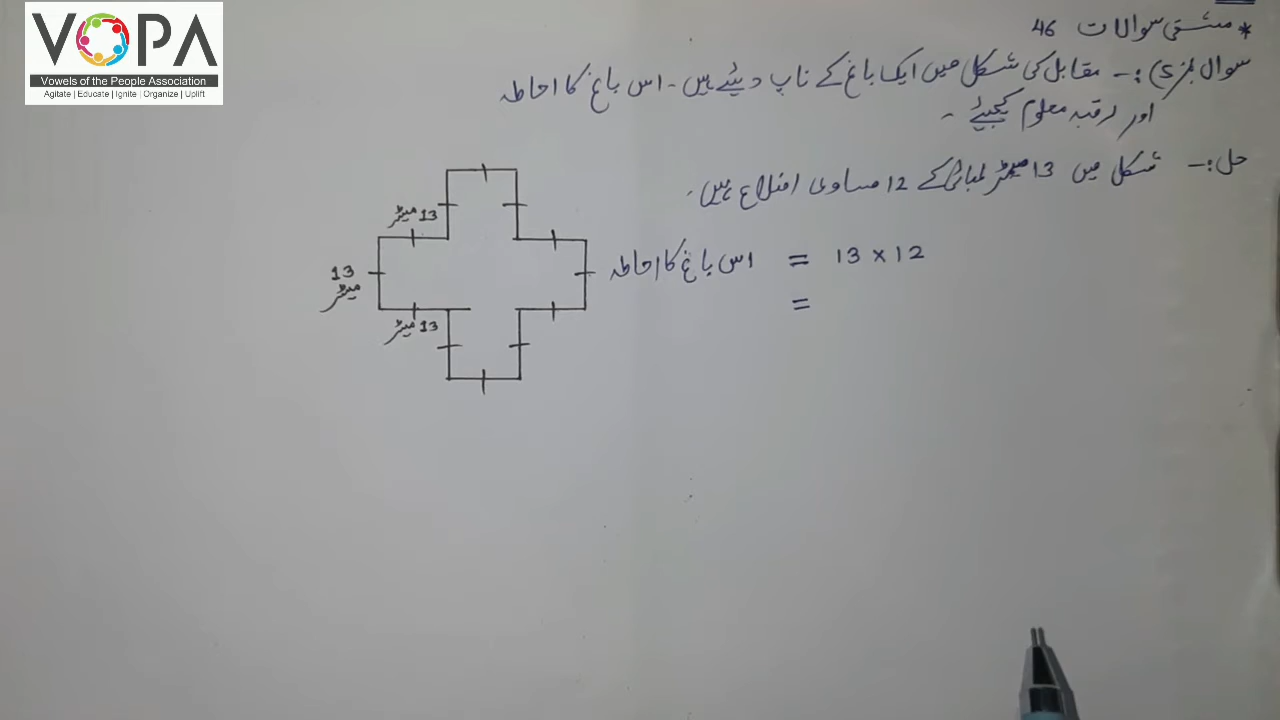 VOPA
Vowels of the People Association
Agitate | Educate | Ignite | Organize | Uplift
* مشقی سوالات 46
سوال نمبر 5) :- مقابل کی شکل میں ایک باغ کے ناپ دیئے ہیں - اس باغ کا احاطہ
اور رقبہ معلوم کیجئے -
حل :- شکل میں 13 میٹر لمبائی کے 12 مساوی اضلاع ہیں -
13 میٹر
13
میٹر
13 میٹر
اس باغ کا احاطہ = 13 x 12
=